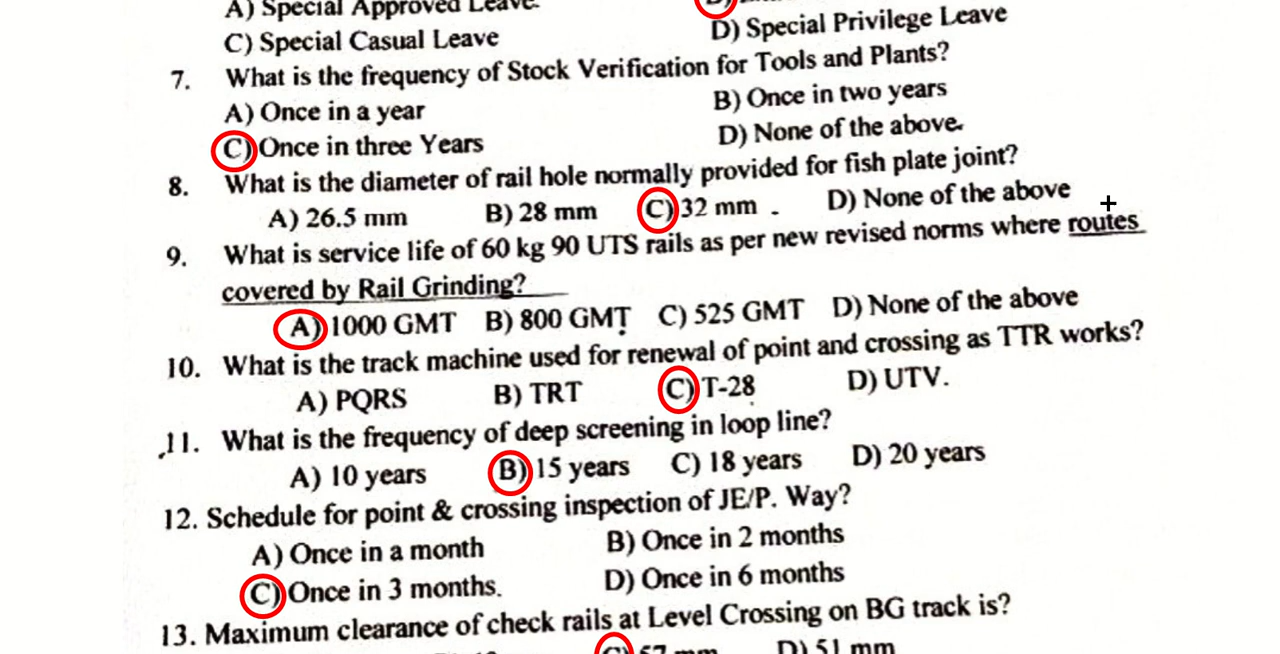 A) Special Approved Leave
C) Special Casual Leave D) Special Privilege Leave
7. What is the frequency of Stock Verification for Tools and Plants?
A) Once in a year B) Once in two years
C) Once in three Years D) None of the above.
8. What is the diameter of rail hole normally provided for fish plate joint?
A) 26.5 mm B) 28 mm C) 32 mm . D) None of the above
9. What is service life of 60 kg 90 UTS rails as per new revised norms where routes
covered by Rail Grinding?
A) 1000 GMT B) 800 GMT C) 525 GMT D) None of the above
10. What is the track machine used for renewal of point and crossing as TTR works?
A) PQRS B) TRT C) T-28 D) UTV.
11. What is the frequency of deep screening in loop line?
A) 10 years B) 15 years C) 18 years D) 20 years
12. Schedule for point & crossing inspection of JE/P. Way?
A) Once in a month B) Once in 2 months
C) Once in 3 months. D) Once in 6 months
13. Maximum clearance of check rails at Level Crossing on BG track is?
C) 57 mm D) 51 mm